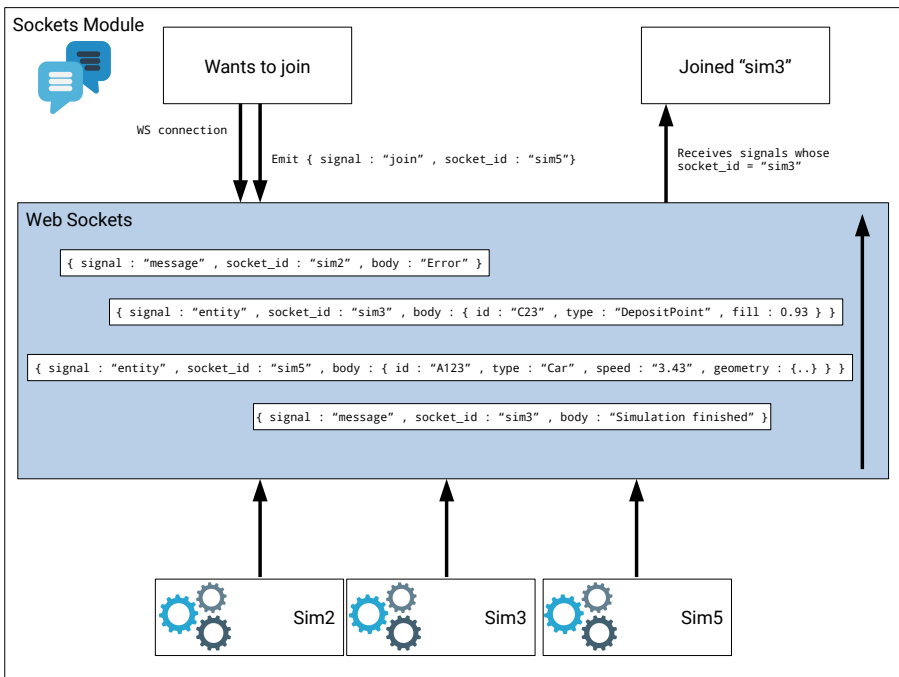 Sockets Module
Wants to join
Joined “sim3”
WS connection
Emit { signal : “join” , socket_id : “sim5”}
Receives signals whose
socket_id = “sim3”
Web Sockets
{ signal : “message” , socket_id : “sim2” , body : “Error” }
{ signal : “entity” , socket_id : “sim3” , body : { id : “C23” , type : “DepositPoint” , fill : 0.93 } }
{ signal : “entity” , socket_id : “sim5” , body : { id : “A123” , type : “Car” , speed : “3.43” , geometry : {..} } }
{ signal : “message” , socket_id : “sim3” , body : “Simulation finished” }
Sim2
Sim3
Sim5